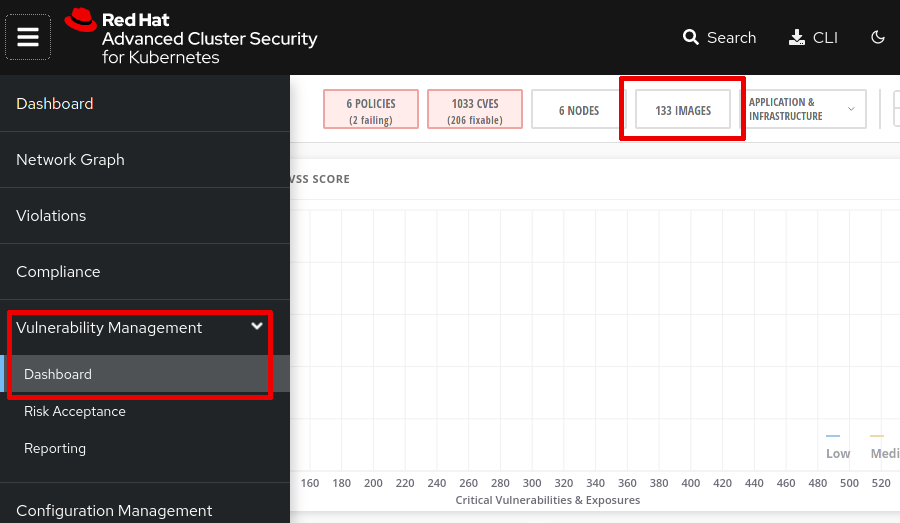 Red Hat
Advanced Cluster Security
for Kubernetes
Search
CLI
Dashboard
Network Graph
Violations
Compliance
Vulnerability Management
Dashboard
Risk Acceptance
Reporting
Configuration Management
6 POLICIES
(2 failing)
1033 CVES
(206 fixable)
6 NODES
133 IMAGES
APPLICATION &
INFRASTRUCTURE
VSS SCORE
Low
Medi
160 180 200 220 240 260 280 300 320 340 360 380 400 420 440 460 480 500 520
Critical Vulnerabilities & Exposures